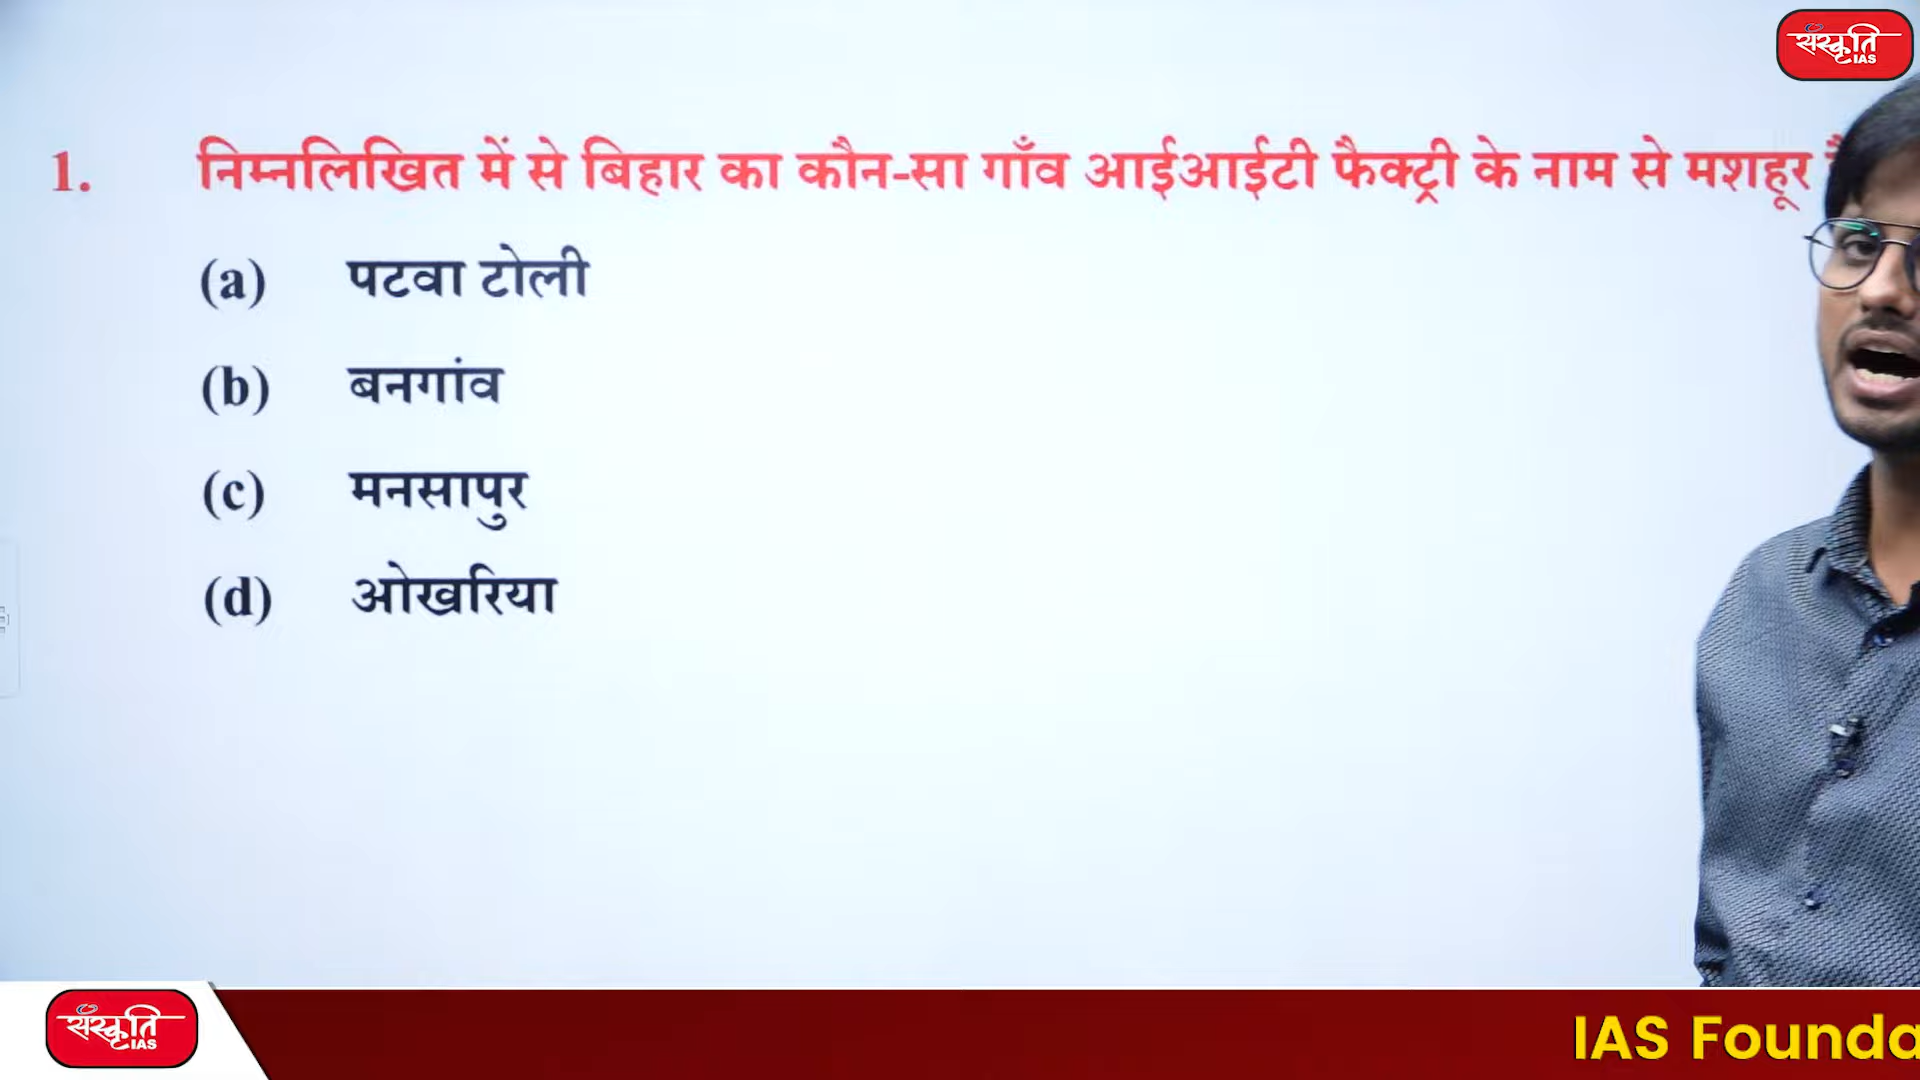 संस्कृति
IAS
1. निम्नलिखित में से बिहार का कौन-सा गाँव आईआईटी फैक्ट्री के नाम से मशहूर
(a) पटवा टोली
(b) बनगांव
(c) मनसापुर
(d) ओखरिया
संस्कृति
IAS
IAS Founda